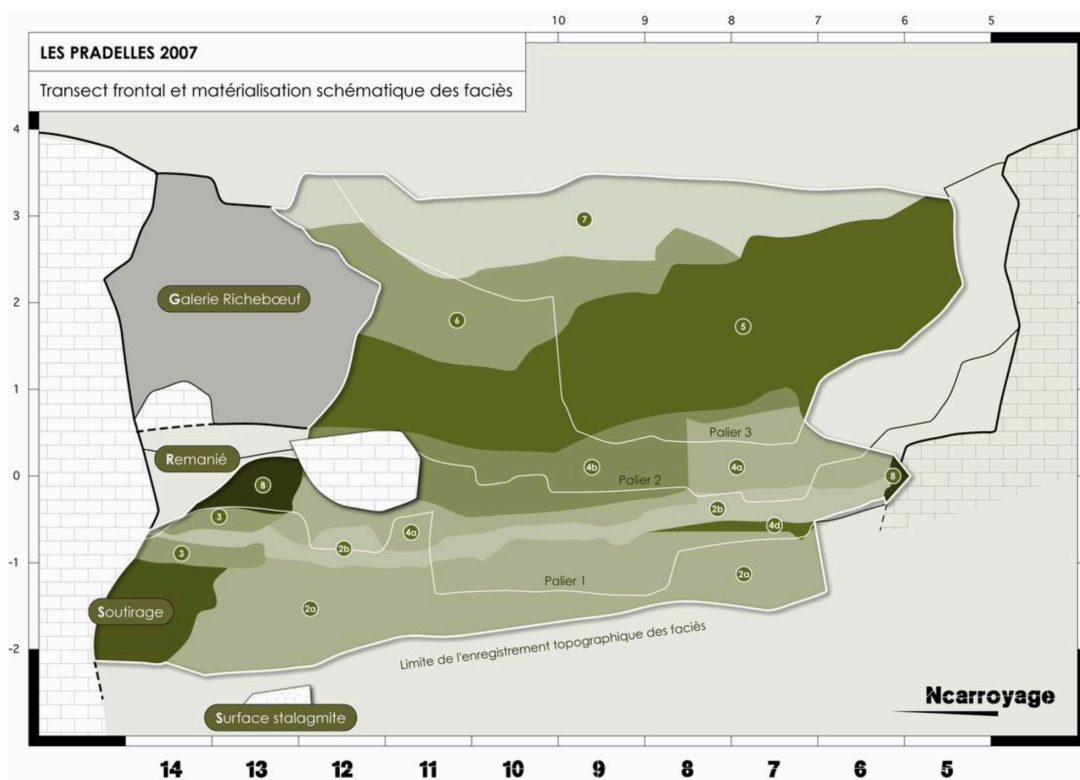 10 9 8 7 6 5
LES PRADELLES 2007
Transect frontal et matérialisation schématique des faciès
4
3
7
2
Galerie Richebœuf
6
5
1
Palier 3
Remanié
0
4b
4a
8
Palier 2
8
2b
3
4a
4d
2b
3
-1
2a
Palier 1
2a
Soutirage
-2
Limite de l'enregistrement topographique des faciès
Ncarroyage
Surface stalagmite
14 13 12 11 10 9 8 7 6 5